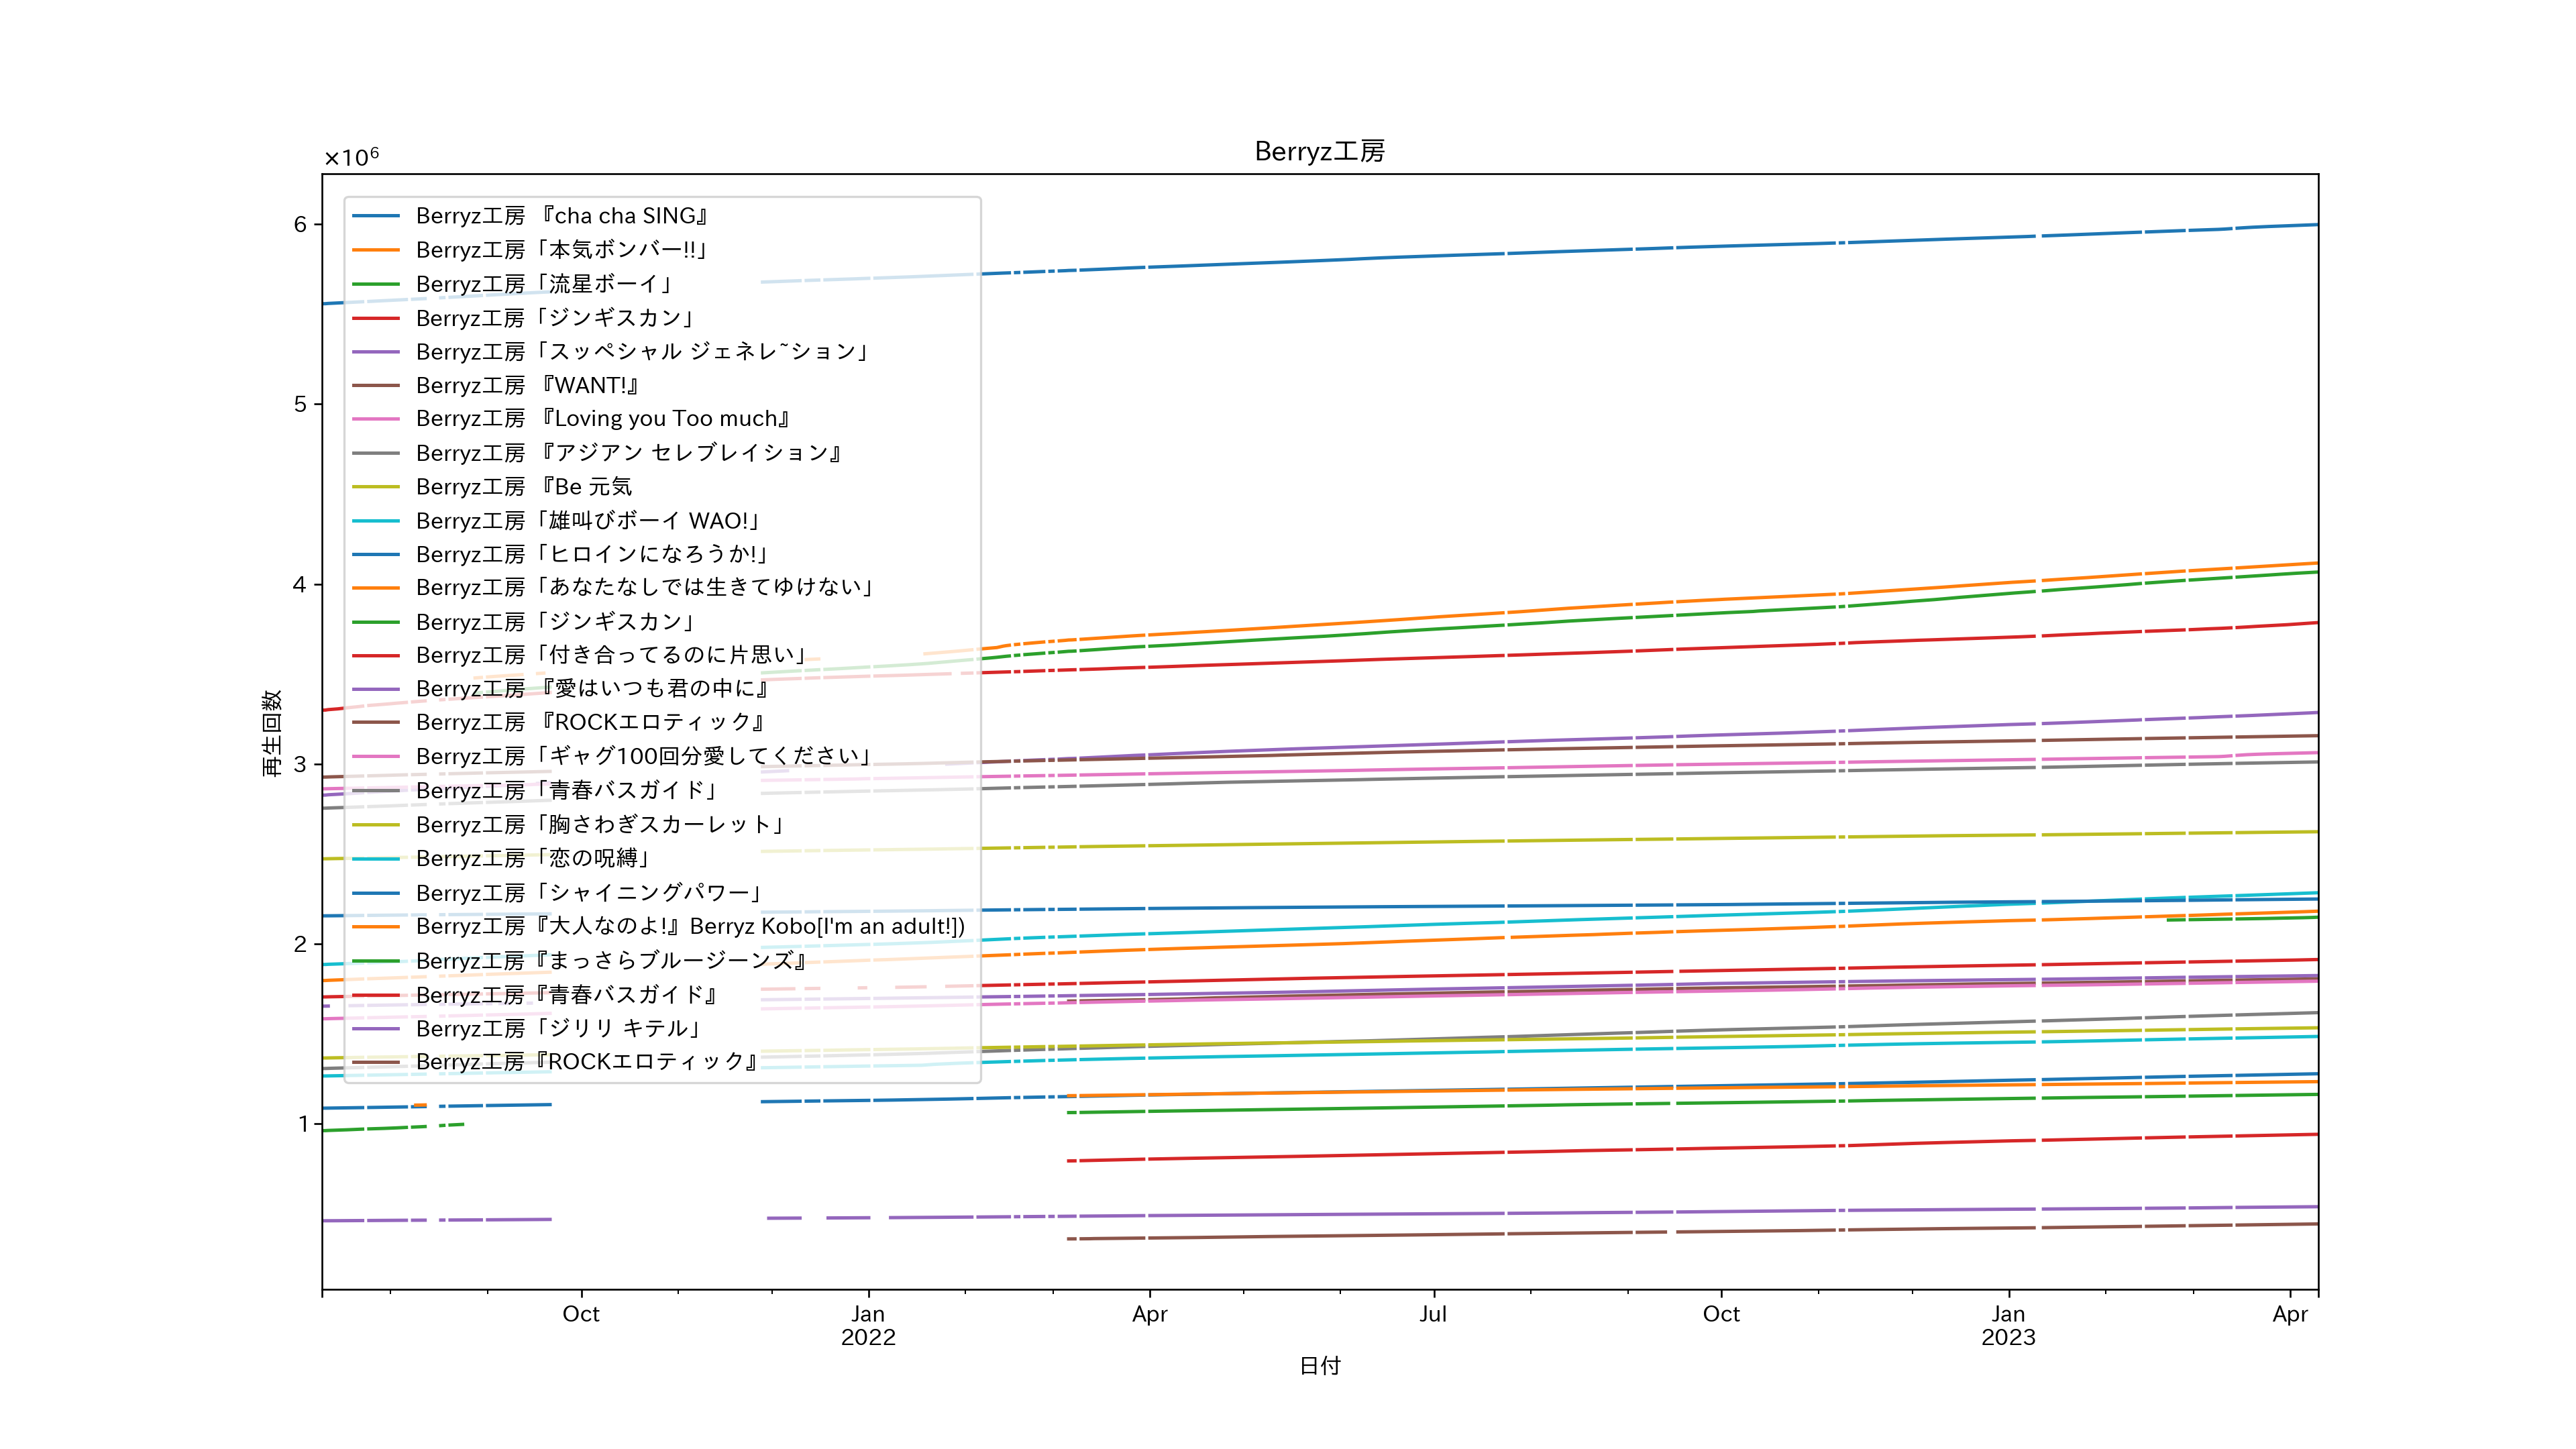 Berryz工房
×10⁶
6
5
4
3
2
1
再生回数
Berryz工房 『cha cha SING』
Berryz工房「本気ボンバー!!」
Berryz工房「流星ボーイ」
Berryz工房「ジンギスカン」
Berryz工房「スッペシャル ジェネレ~ション」
Berryz工房 『WANT!』
Berryz工房 『Loving you Too much』
Berryz工房 『アジアン セレブレイション』
Berryz工房 『Be 元気
Berryz工房「雄叫びボーイ WAO!」
Berryz工房「ヒロインになろうか!」
Berryz工房「あなたなしでは生きてゆけない」
Berryz工房「ジンギスカン」
Berryz工房「付き合ってるのに片思い」
Berryz工房 『愛はいつも君の中に』
Berryz工房 『ROCKエロティック』
Berryz工房「ギャグ100回分愛してください」
Berryz工房「青春バスガイド」
Berryz工房「胸さわぎスカーレット」
Berryz工房「恋の呪縛」
Berryz工房「シャイニングパワー」
Berryz工房『大人なのよ!』Berryz Kobo[I'm an adult!])
Berryz工房『まっさらブルージーンズ』
Berryz工房『青春バスガイド』
Berryz工房「ジリリ キテル」
Berryz工房『ROCKエロティック』
Oct Jan Apr Jul Oct Jan Apr
2022 2023
日付